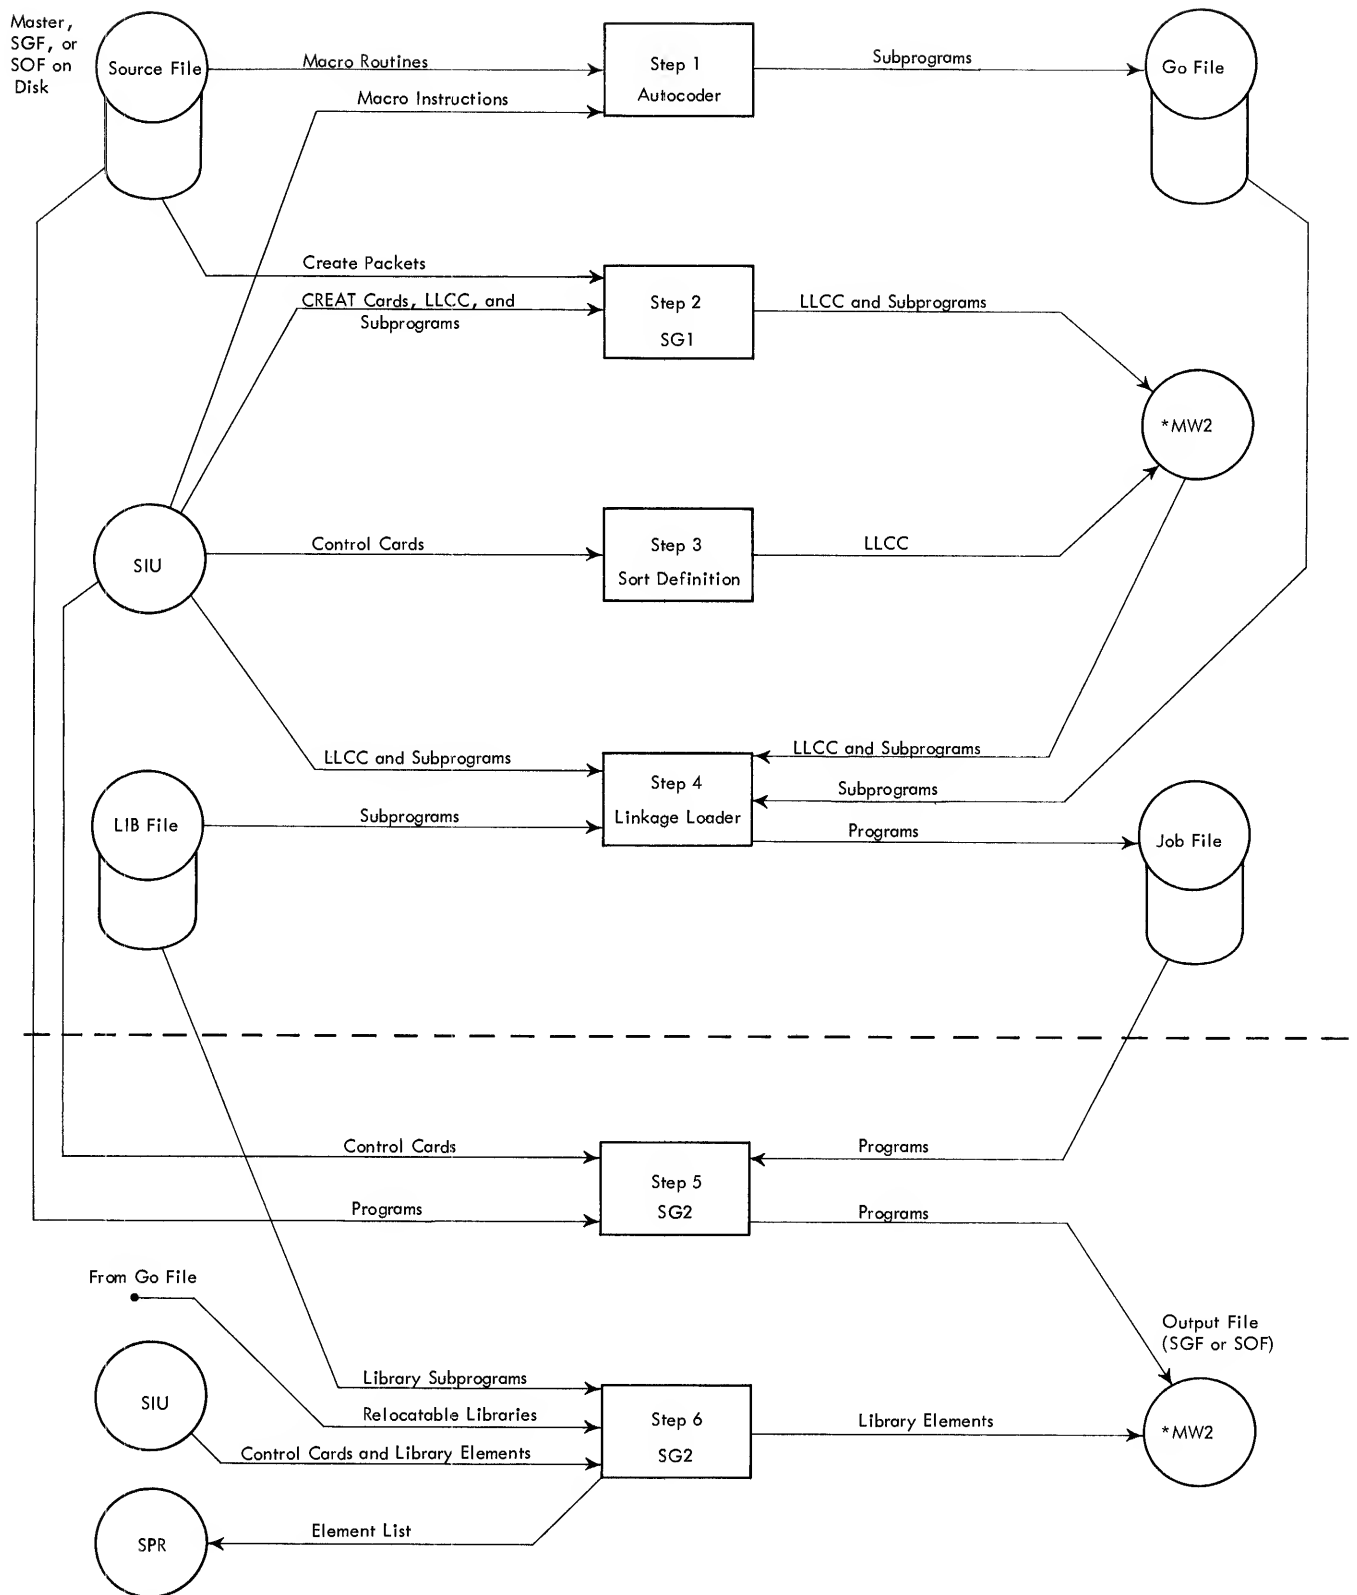 Master,
SGF, or
SOF on
Disk
Source File
Macro Routines
Macro Instructions
Step 1
Autocoder
Subprograms
Go File
Create Packets
CREAT Cards, LLCC, and
Subprograms
Step 2
SG1
LLCC and Subprograms
*MW2
SIU
Control Cards
Step 3
Sort Definition
LLCC
LLCC and Subprograms
Step 4
Linkage Loader
LLCC and Subprograms
Subprograms
LIB File
Subprograms
Programs
Job File
Control Cards
Programs
Step 5
SG2
Programs
Programs
From Go File
Output File
(SGF or SOF)
SIU
Library Subprograms
Relocatable Libraries
Control Cards and Library Elements
Step 6
SG2
Library Elements
*MW2
SPR
Element List